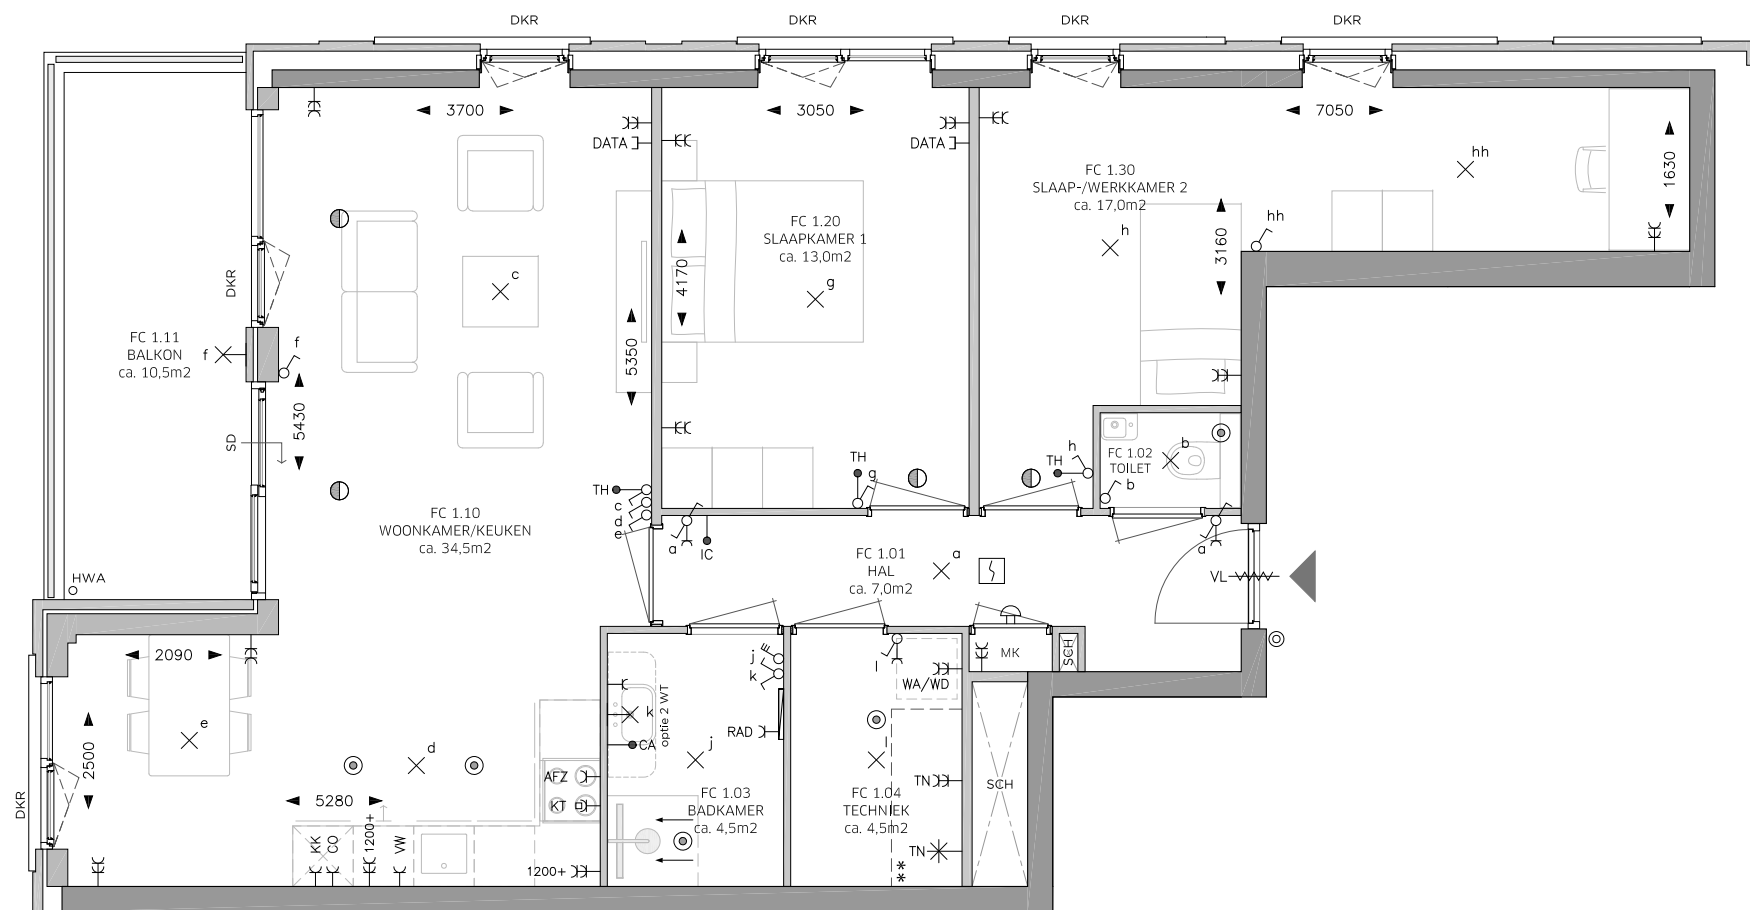 DKR
DKR
DKR
DKR
3700
3050
7050
DATA
DATA
1630
hh
FC 1.30
SLAAP-/WERKKAMER 2
ca. 17,0m2
hh
h
3160
FC 1.20
SLAAPKAMER 1
ca. 13,0m2
g
4170
c
5350
DKR
FC 1.11
BALKON
ca. 10,5m2
f
f
5430
SD
TH
c
d
e
FC 1.10
WOONKAMER/KEUKEN
ca. 34,5m2
TH
g
TH
h
FC 1.02
TOILET
b
b
a
IC
a
FC 1.01
HAL
ca. 7,0m2
a
VL
HWA
2090
2500
DKR
e
d
5280
KK
CO
1200+
VW
AFZ
KT
1200+
j
k
k
optie 2 WT
CA
RAD
j
FC 1.03
BADKAMER
ca. 4,5m2
l
WA/WD
MK
SCH
l
TN
FC 1.04
TECHNIEK
ca. 4,5m2
TN
**
SCH